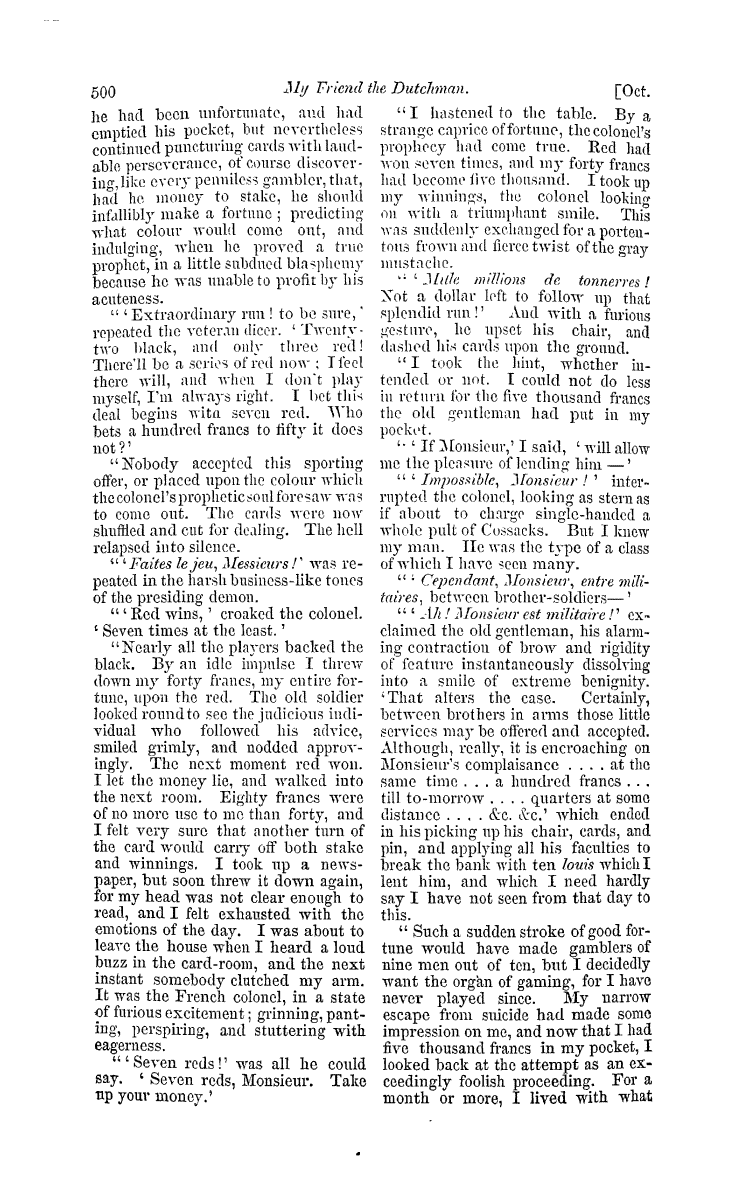 500
My Friend the Dutchman.
[Oct.
he had been unfortunate, and had
emptied his pocket, but nevertheless
continued puncturing cards with laud-
able perseverance, of course discover-
ing, like every penniless gambler, that,
had he money to stake, he should
infallibly make a fortune ; predicting
what colour would come out, and
indulging, when he proved a true
prophet, in a little subdued blasphemy
because he was unable to profit by his
acuteness.
"'Extraordinary run! to be sure,'
repeated the veteran dicer. 'Twenty-
two black, and only three red!
There'll be a series of red now ; I feel
there will, and when I don't play
myself, I'm always right. I bet this
deal begins with seven red. Who
bets a hundred francs to fifty it does
not?'
"Nobody accepted this sporting
offer, or placed upon the colour which
the colonel's prophetic soul foresaw was
to come out. The cards were now
shuffled and cut for dealing. The hell
relapsed into silence.
"'Faites le jeu, Messieurs!' was re-
peated in the harsh business-like tones
of the presiding demon.
"'Red wins,' croaked the colonel.
'Seven times at the least.'
"Nearly all the players backed the
black. By an idle impulse I threw
down my forty francs, my entire for-
tune, upon the red. The old soldier
looked round to see the judicious indi-
vidual who followed his advice,
smiled grimly, and nodded approv-
ingly. The next moment red won.
I let the money lie, and walked into
the next room. Eighty francs were
of no more use to me than forty, and
I felt very sure that another turn of
the card would carry off both stake
and winnings. I took up a news-
paper, but soon threw it down again,
for my head was not clear enough to
read, and I felt exhausted with the
emotions of the day. I was about to
leave the house when I heard a loud
buzz in the card-room, and the next
instant somebody clutched my arm.
It was the French colonel, in a state
of furious excitement ; grinning, pant-
ing, perspiring, and stuttering with
eagerness.
"'Seven reds!' was all he could
say. 'Seven reds, Monsieur. Take
up your money.'
"I hastened to the table. By a
strange caprice of fortune, the colonel's
prophecy had come true. Red had
won seven times, and my forty francs
had become five thousand. I took up
my winnings, the colonel looking
on with a triumphant smile. This
was suddenly exchanged for a porten-
tous frown and fierce twist of the gray
mustache.
"'Mille millions de tonnerres!
Not a dollar left to follow up that
splendid run!' And with a furious
gesture, he upset his chair, and
dashed his cards upon the ground.
"I took the hint, whether in-
tended or not. I could not do less
in return for the five thousand francs
the old gentleman had put in my
pocket.
"'If Monsieur,' I said, 'will allow
me the pleasure of lending him —'
"'Impossible, Monsieur!' inter-
rupted the colonel, looking as stern as
if about to charge single-handed a
whole pult of Cossacks. But I knew
my man. He was the type of a class
of which I have seen many.
"'Cependant, Monsieur, entre mili-
taires, between brother-soldiers—'
"'Ah! Monsieur est militaire!' ex-
claimed the old gentleman, his alarm-
ing contraction of brow and rigidity
of feature instantaneously dissolving
into a smile of extreme benignity.
'That alters the case. Certainly,
between brothers in arms those little
services may be offered and accepted.
Although, really, it is encroaching on
Monsieur's complaisance .... at the
same time ... a hundred francs ...
till to-morrow .... quarters at some
distance .... &c. &c.' which ended
in his picking up his chair, cards, and
pin, and applying all his faculties to
break the bank with ten louis which I
lent him, and which I need hardly
say I have not seen from that day to
this.
"Such a sudden stroke of good for-
tune would have made gamblers of
nine men out of ten, but I decidedly
want the organ of gaming, for I have
never played since. My narrow
escape from suicide had made some
impression on me, and now that I had
five thousand francs in my pocket, I
looked back at the attempt as an ex-
ceedingly foolish proceeding. For a
month or more, I lived with what